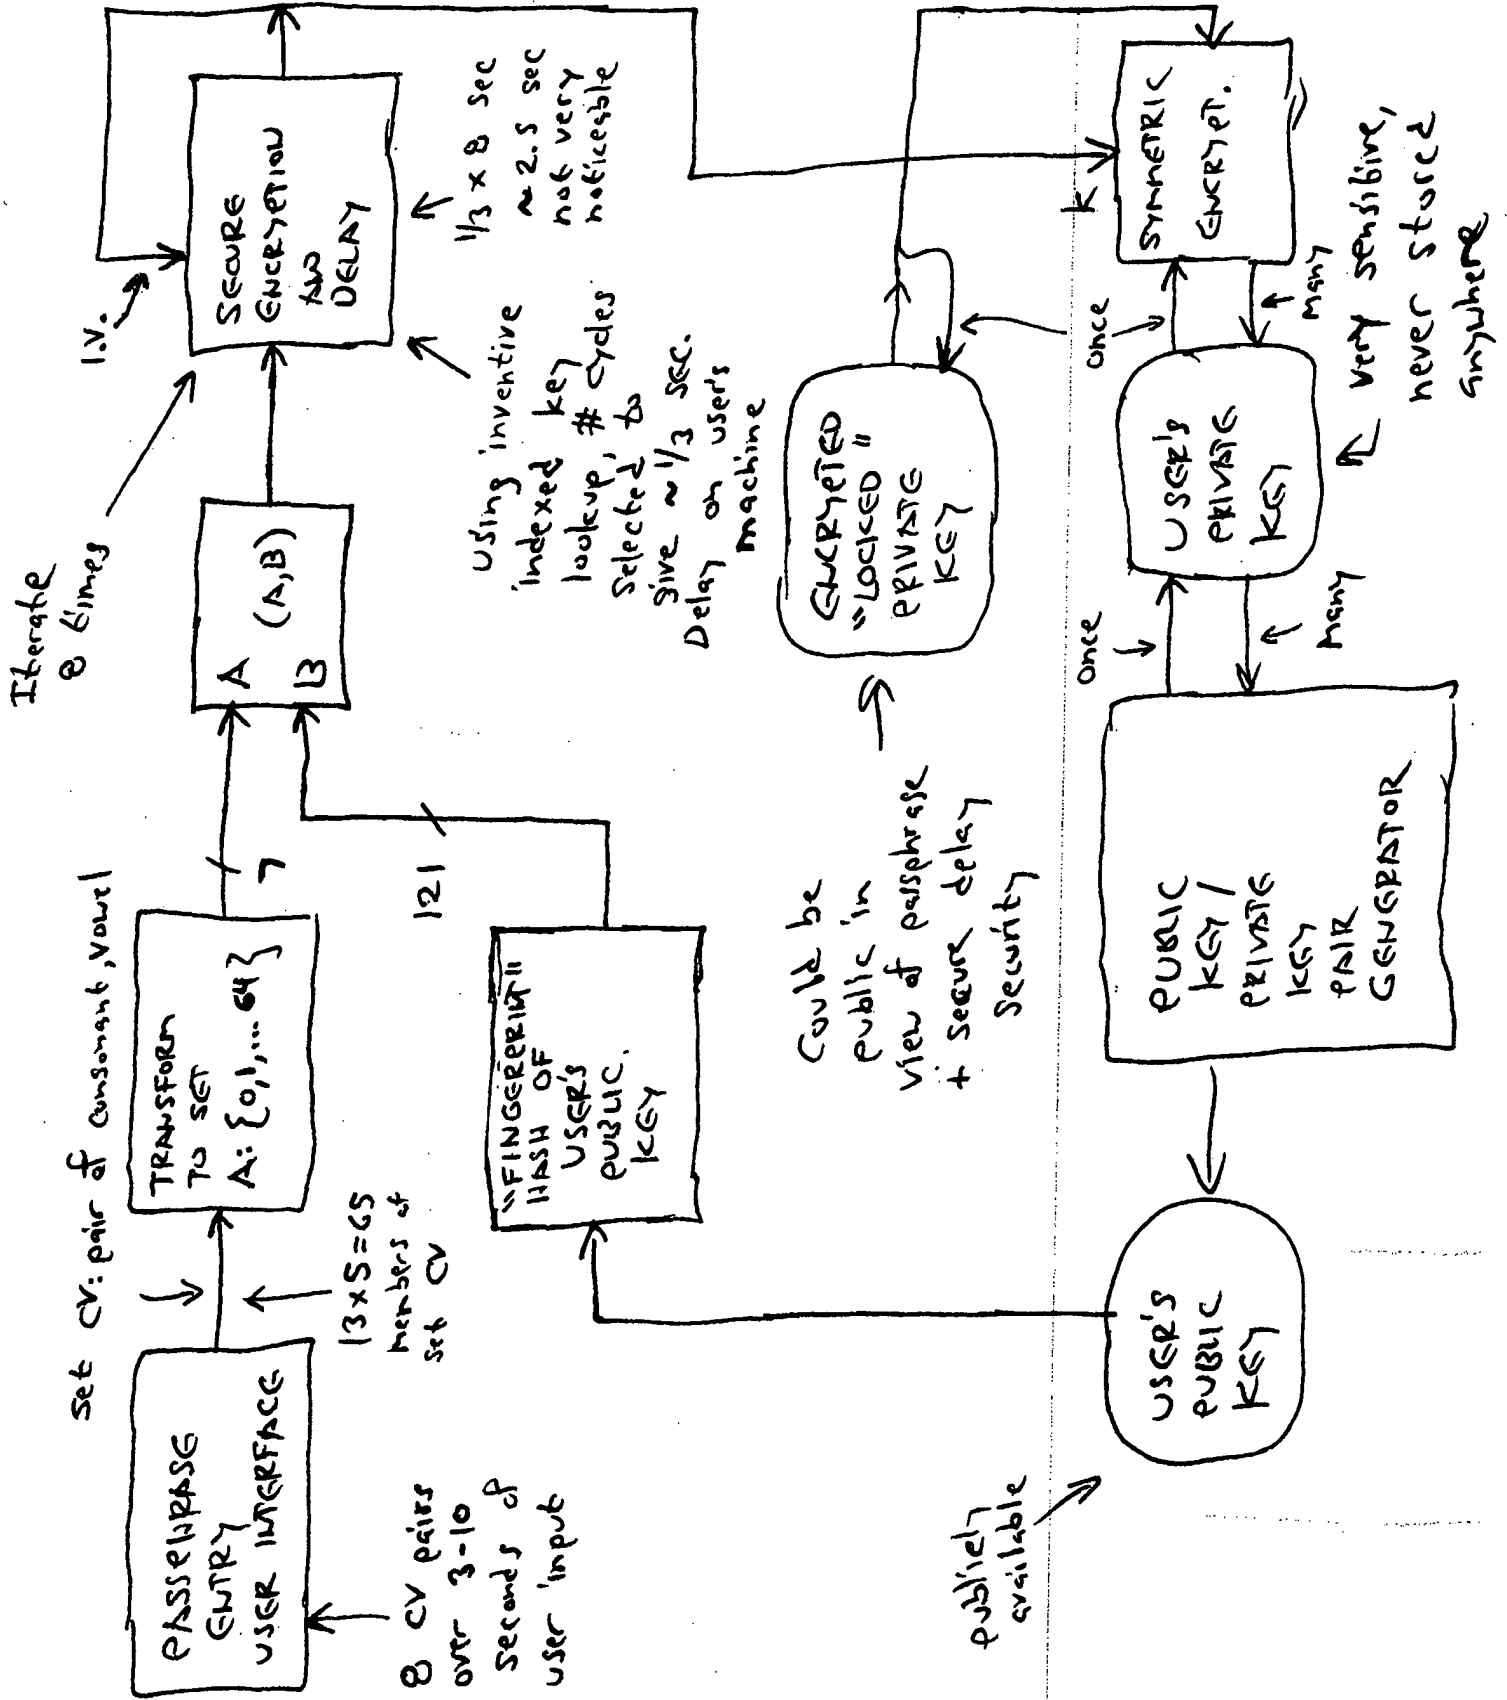 Set CV: pair of consonant, vowel
PASSPHRASE
ENTRY
USER INTERFACE
8 CV pairs
over 3-10
seconds of
user input
13 x 5 = 65
members of
set CV
TRANSFORM
TO SET
A: {0,1,...64}
7
A
(A,B)
B
121
Iterate
8 times
I.V.
SECURE
ENCRYPTION
AND
DELAY
1/3 x 8 sec
~ 2.5 sec
not very
noticeable
using inventive
indexed key
lookup, # cycles
selected to
give ~ 1/3 sec.
Delay on user's
machine
"FINGERPRINT"
HASH OF
USER'S
PUBLIC.
KEY
ENCRYPTED
"LOCKED"
PRIVATE
KEY
Could be
public in
view of passphrase
+ secure delay
security
K
SYMMETRIC
ENCRYPT.
once
many
USER'S
PRIVATE
KEY
very sensitive,
never stored
anywhere
once
many
PUBLIC
KEY/
PRIVATE
KEY
PAIR
GENERATOR
USER'S
PUBLIC
KEY
publicly
available